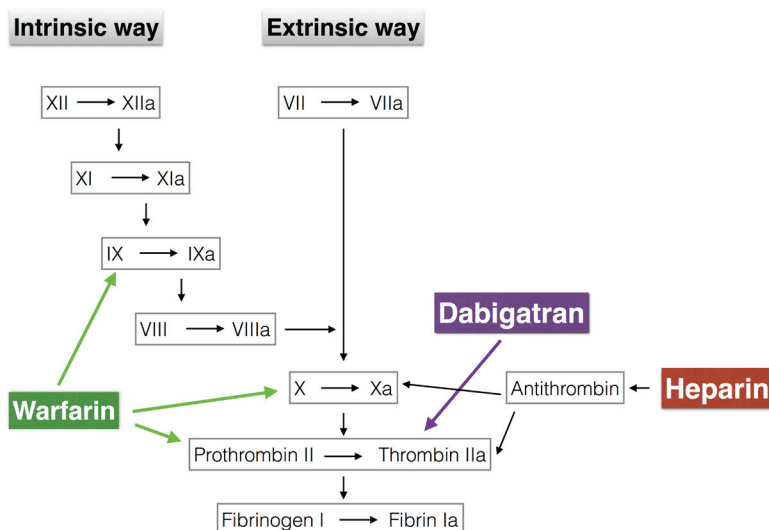 Intrinsic way
Extrinsic way
XII XIIa
VII VIIa
XI XIa
IX IXa
VIII VIIIa
Dabigatran
X Xa
Antithrombin
Heparin
Warfarin
Prothrombin II Thrombin IIa
Fibrinogen I Fibrin Ia